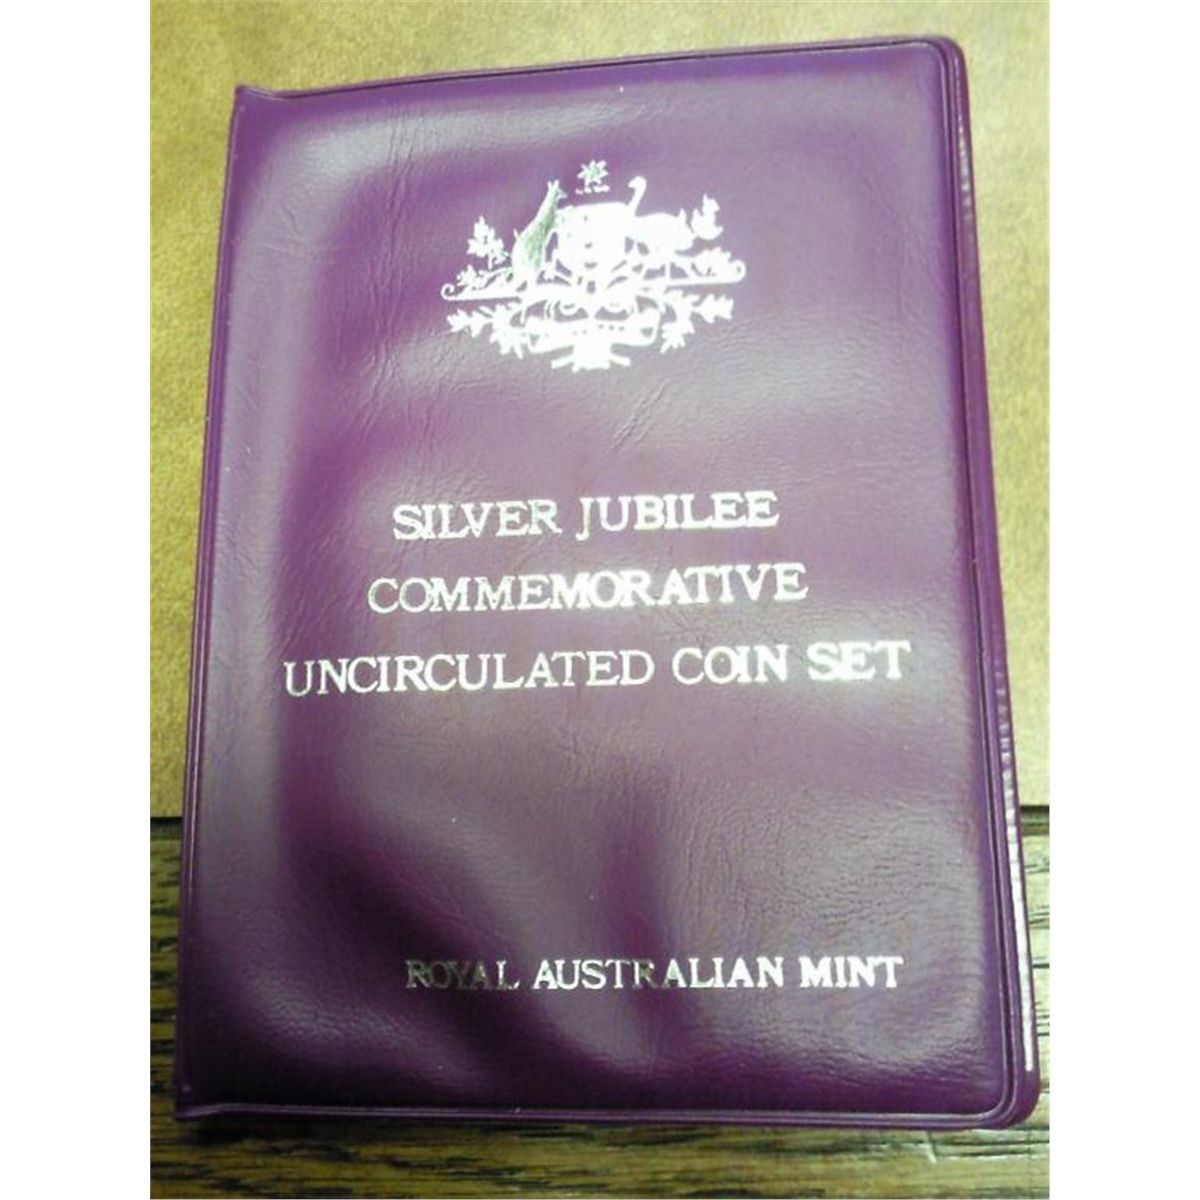 SILVER JUBILEE
COMMEMORATIVE
UNCIRCULATED COIN SET
ROYAL AUSTRALIAN MINT